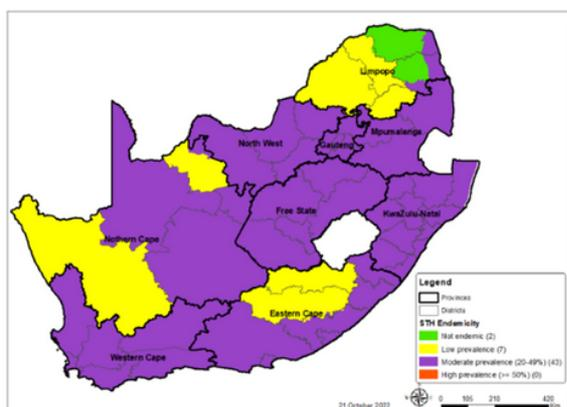 Limpopo
Mpumalanga
North West
Gauteng
Free State
KwaZulu-Natal
Nothern Cape
Eastern Cape
Western Cape
Legend
Provinces
Districts
STH Endemicity
Not endemic (2)
Low prevalence (7)
Moderate prevalence (20-49%) (43)
High prevalence (>= 50%) (0)
21 October 2022
0 105 210 420